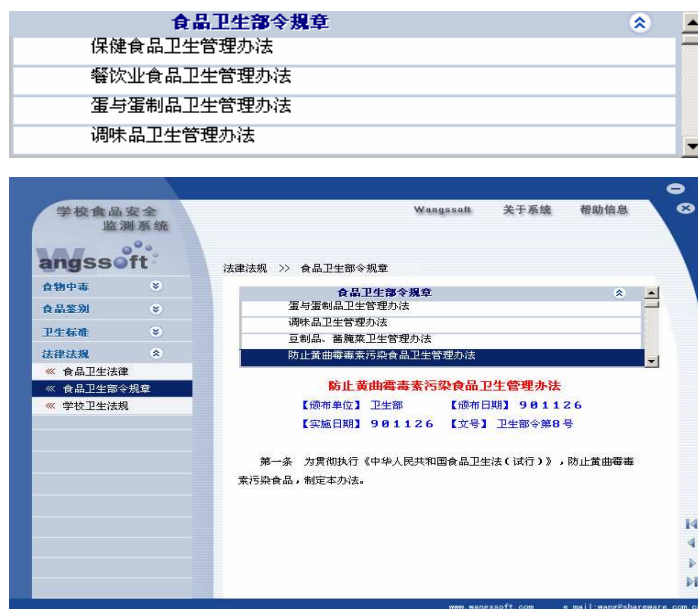 食品卫生部令规章
保健食品卫生管理办法
餐饮业食品卫生管理办法
蛋与蛋制品卫生管理办法
调味品卫生管理办法
学校食品安全
监测系统
Wangssoft 关于系统 帮助信息
angssoft
法律法规 >> 食品卫生部令规章
食物中毒
食品鉴别
卫生标准
法律法规
食品卫生法律
食品卫生部令规章
学校卫生法规
食品卫生部令规章
蛋与蛋制品卫生管理办法
调味品卫生管理办法
豆制品、酱腌菜卫生管理办法
防止黄曲霉毒素污染食品卫生管理办法
防止黄曲霉毒素污染食品卫生管理办法
【颁布单位】 卫生部 【颁布日期】 901126
【实施日期】 901126 【文号】 卫生部令第8号
第一条 为贯彻执行《中华人民共和国食品卫生法(试行)》,防止黄曲霉毒
素污染食品,制定本办法。
www.wangssoft.com e_mail:wang@shareware.com.c